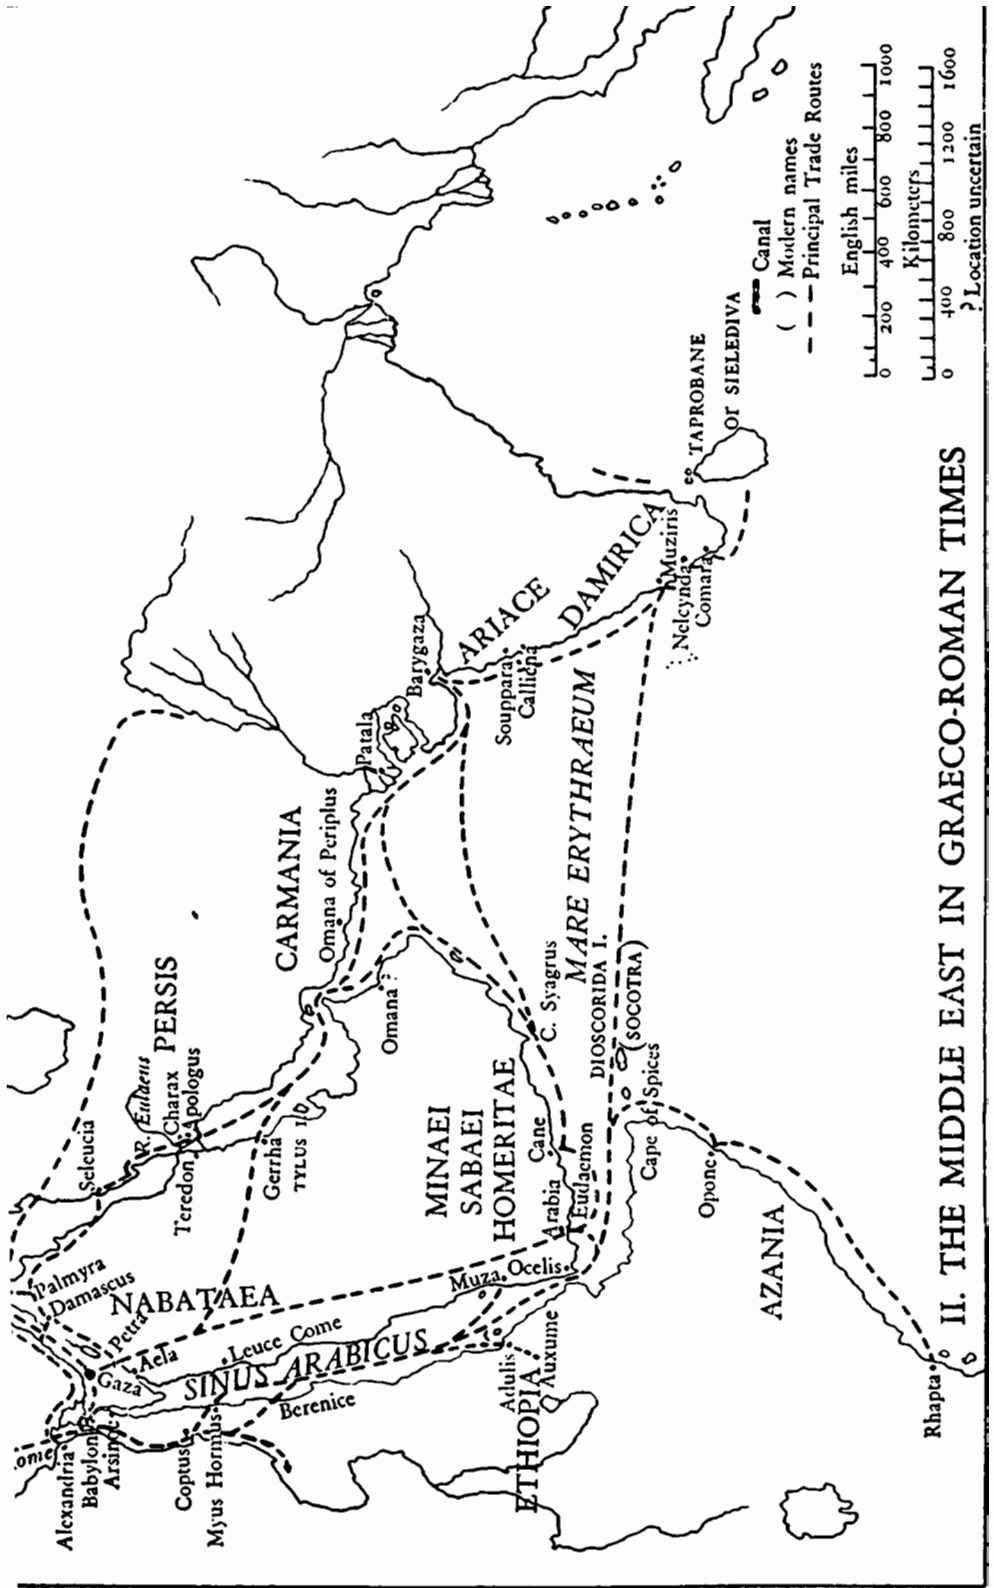 Rome
Alexandria
Babylon
Arsinoe
Coptus
Myus Hormus
Berenice
Palmyra
Damascus
Petra
Gaza
Aela
NABATAEA
Leuce Come
SINUS ARABICUS
Seleucia
R. Eulaeus
Charax
Apologus
Teredon
PERSIS
Gerrha
TYLUS I.
CARMANIA
Omana of Periplus
Omana ?
Patala
Barygaza
ARIACE
Souppara
Calliena
DAMIRICA
Muziris
Nelcynda
Comara
TAPROBANE
or SIELEDIVA
MINAEI
SABAEI
HOMERITAE
Cane
Arabia
Eudaemon
Muza
Ocelis
Adulis
Auxume
ETHIOPIA
C. Syagrus
MARE ERYTHRAEUM
DIOSCORIDA I.
(SOCOTRA)
Cape of Spices
Opone
AZANIA
Rhapta
Canal
( ) Modern names
Principal Trade Routes
English miles
0 200 400 600 800 1000
Kilometers
0 400 800 1200 1600
? Location uncertain
II. THE MIDDLE EAST IN GRAECO-ROMAN TIMES